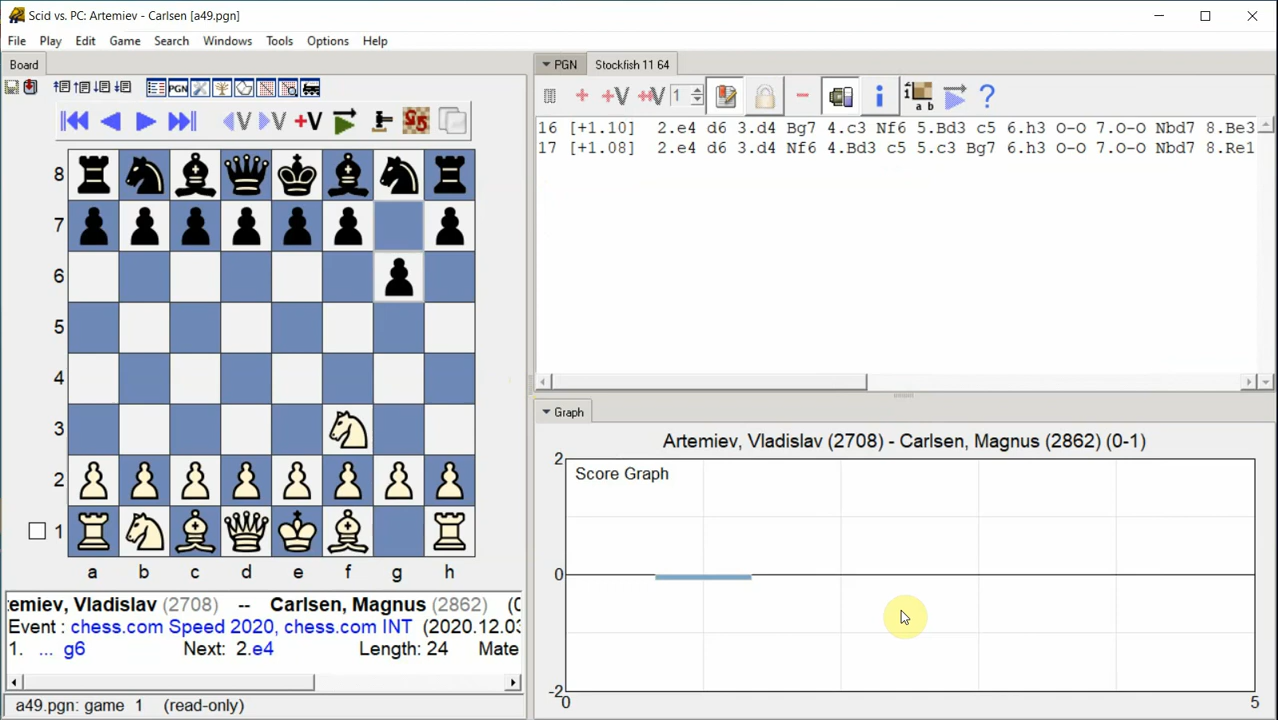 Scid vs. PC: Artemiev - Carlsen [a49.pgn]
File Play Edit Game Search Windows Tools Options Help
Board
PGN Stockfish 11 64
PGN
1
16 [+1.10] 2.e4 d6 3.d4 Bg7 4.c3 Nf6 5.Bd3 c5 6.h3 O-O 7.O-O Nbd7 8.Be3
17 [+1.08] 2.e4 d6 3.d4 Nf6 4.Bd3 c5 5.c3 Bg7 6.h3 O-O 7.O-O Nbd7 8.Re1
8
7
6
5
4
3
2
1
a b c d e f g h
Graph
Artemiev, Vladislav (2708) - Carlsen, Magnus (2862) (0-1)
2
Score Graph
0
-2
0 5
temiev, Vladislav (2708) -- Carlsen, Magnus (2862) (0
Event : chess.com Speed 2020, chess.com INT (2020.12.03
1. ... g6 Next: 2.e4 Length: 24 Mate
a49.pgn: game 1 (read-only)